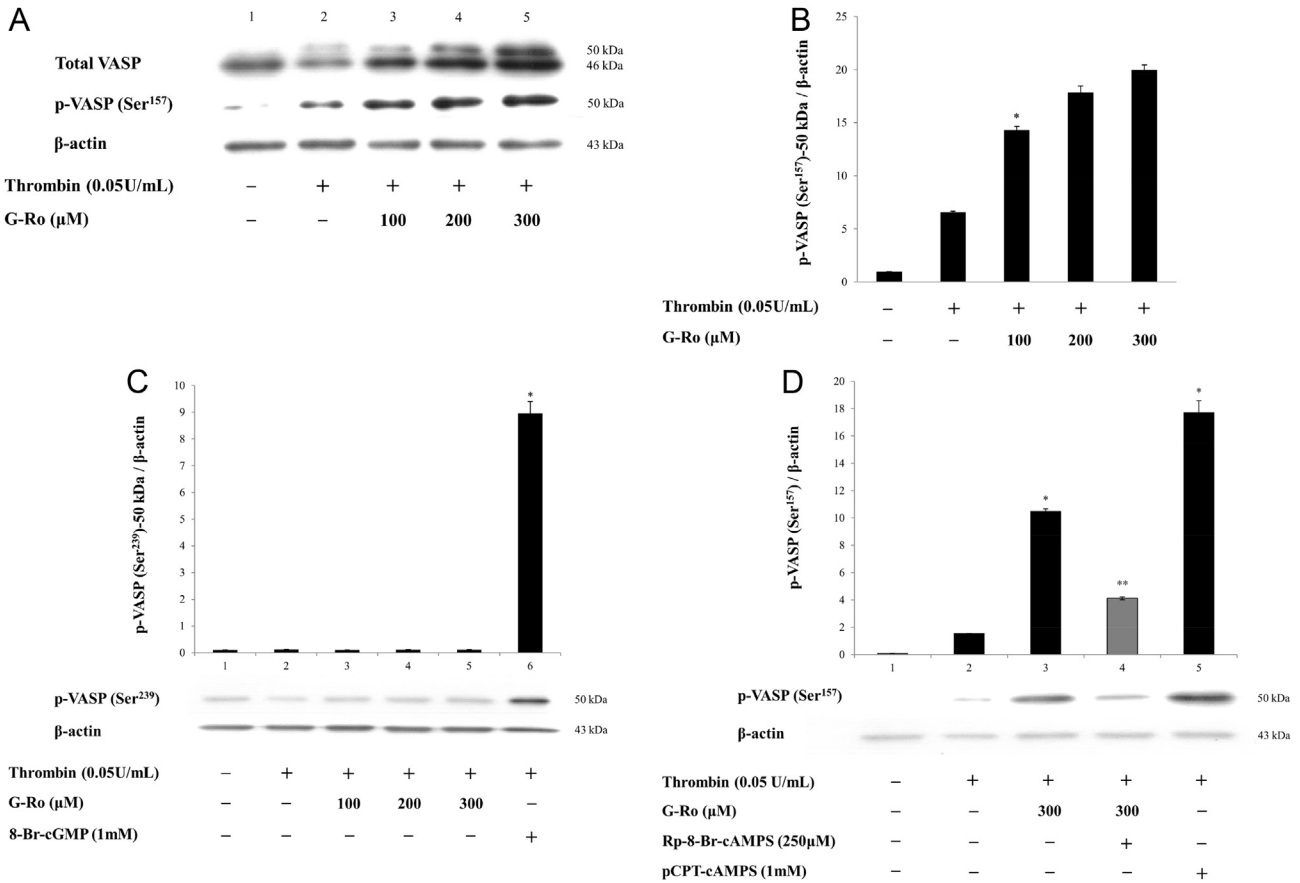 A
1 2 3 4 5
Total VASP
50 kDa
46 kDa
p-VASP (Ser157)
50 kDa
β-actin
43 kDa
Thrombin (0.05U/mL) – + + + +
G-Ro (µM) – – 100 200 300
B
p-VASP (Ser157)-50 kDa / β-actin
25
20
15
10
5
0
*
Thrombin (0.05U/mL) – + + + +
G-Ro (µM) – – 100 200 300
C
p-VASP (Ser239)-50 kDa / β-actin
10
9
8
7
6
5
4
3
2
1
0
*
1 2 3 4 5 6
p-VASP (Ser239) 50 kDa
β-actin 43 kDa
Thrombin (0.05U/mL) – + + + + +
G-Ro (µM) – – 100 200 300 –
8-Br-cGMP (1mM) – – – – – +
D
p-VASP (Ser157) / β-actin
20
18
16
14
12
10
8
6
4
2
0
* ** *
1 2 3 4 5
p-VASP (Ser157) 50 kDa
β-actin 43 kDa
Thrombin (0.05 U/mL) – + + + +
G-Ro (µM) – – 300 300 –
Rp-8-Br-cAMPS (250µM) – – – + –
pCPT-cAMPS (1mM) – – – – +